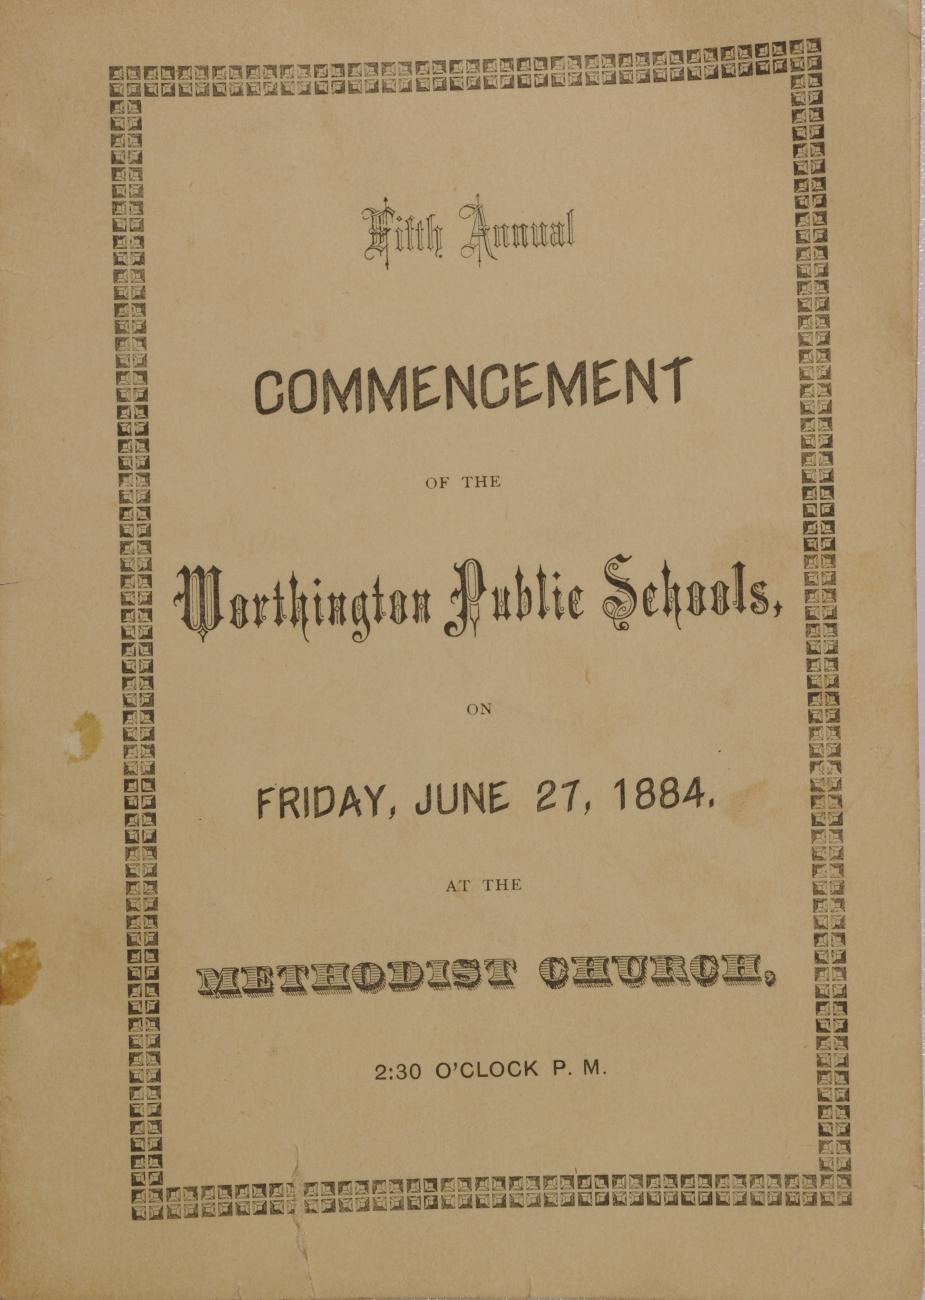 Fifth Annual
COMMENCEMENT
OF THE
Worthington Public Schools,
ON
FRIDAY, JUNE 27, 1884.
AT THE
METHODIST CHURCH,
2:30 O'CLOCK P. M.